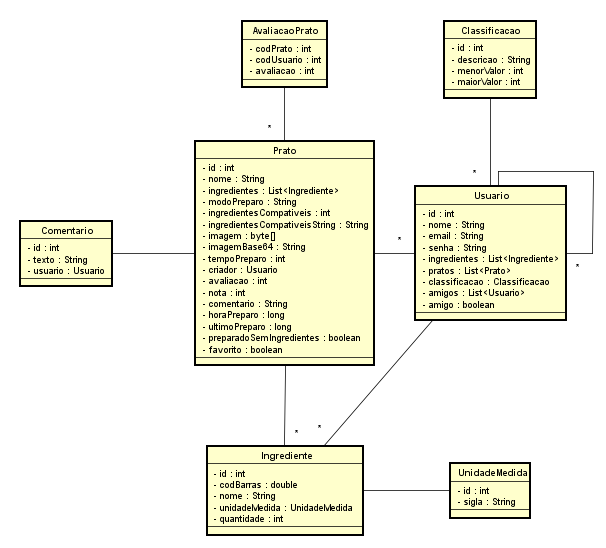 AvaliacaoPrato
- codPrato : int
- codUsuario : int
- avaliacao : int
Classificacao
- id : int
- descricao : String
- menorValor : int
- maiorValor : int
*
Prato
- id : int
- nome : String
- ingredientes : List<Ingrediente>
- modoPreparo : String
- ingredientesCompativeis : int
- ingredientesCompativeisString : String
- imagem : byte[]
- imagemBase64 : String
- tempoPreparo : int
- criador : Usuario
- avaliacao : int
- nota : int
- comentario : String
- horaPreparo : long
- ultimoPreparo : long
- preparadoSemIngredientes : boolean
- favorito : boolean
*
Usuario
- id : int
- nome : String
- email : String
- senha : String
- ingredientes : List<Ingrediente>
- pratos : List<Prato>
- classificacao : Classificacao
- amigos : List<Usuario>
- amigo : boolean
*
*
Comentario
- id : int
- texto : String
- usuario : Usuario
*
*
Ingrediente
- id : int
- codBarras : double
- nome : String
- unidadeMedida : UnidadeMedida
- quantidade : int
UnidadeMedida
- id : int
- sigla : String